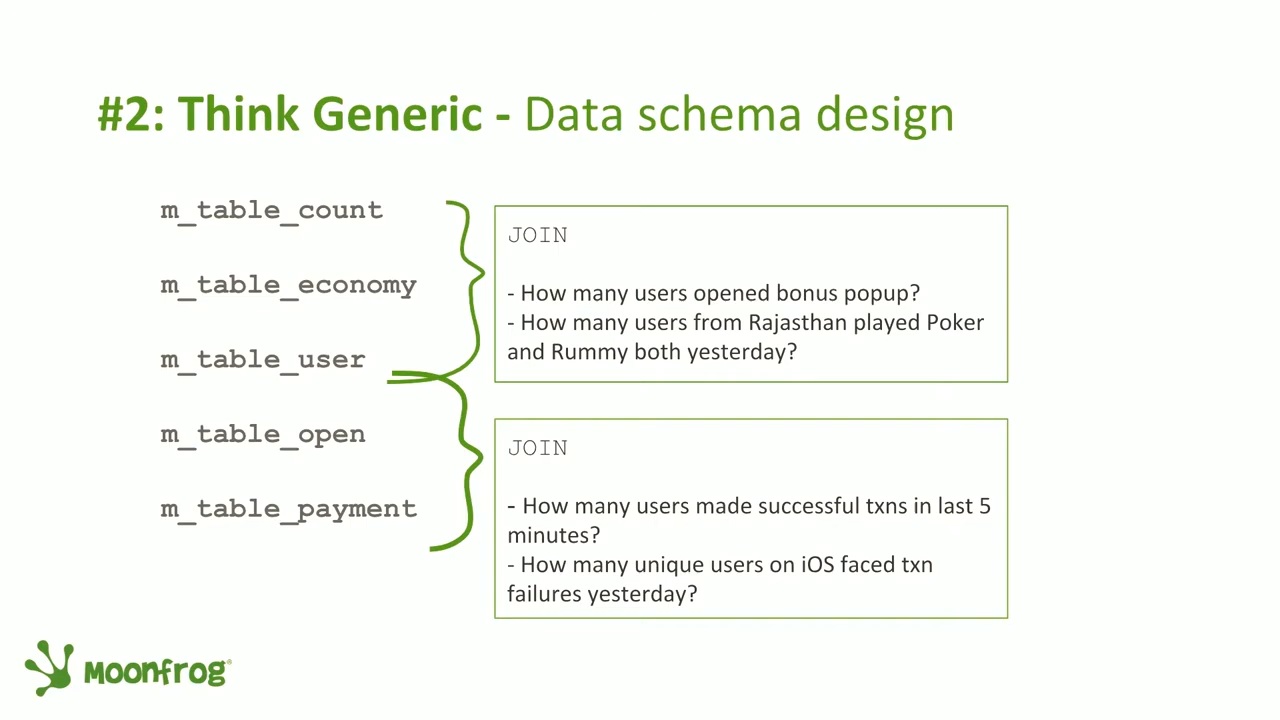 #2: Think Generic - Data schema design
m_table_count
m_table_economy
m_table_user
m_table_open
m_table_payment
JOIN
- How many users opened bonus popup?
- How many users from Rajasthan played Poker
and Rummy both yesterday?
JOIN
- How many users made successful txns in last 5
minutes?
- How many unique users on iOS faced txn
failures yesterday?
Moonfrog®